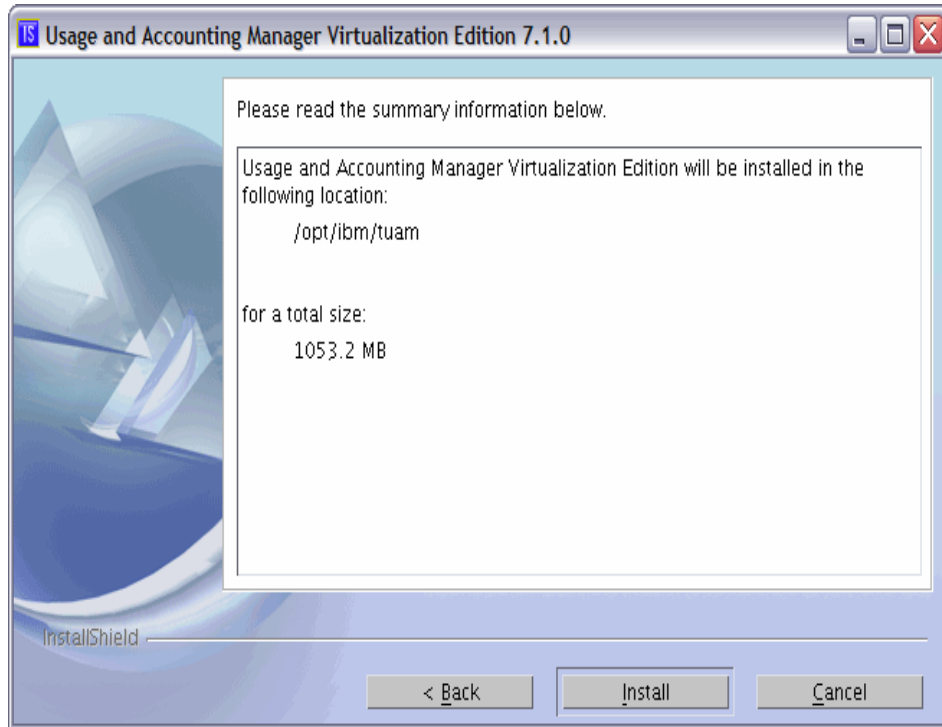 IS Usage and Accounting Manager Virtualization Edition 7.1.0
Please read the summary information below.
Usage and Accounting Manager Virtualization Edition will be installed in the
following location:
/opt/ibm/tuam
for a total size:
1053.2 MB
InstallShield
< Back Install Cancel